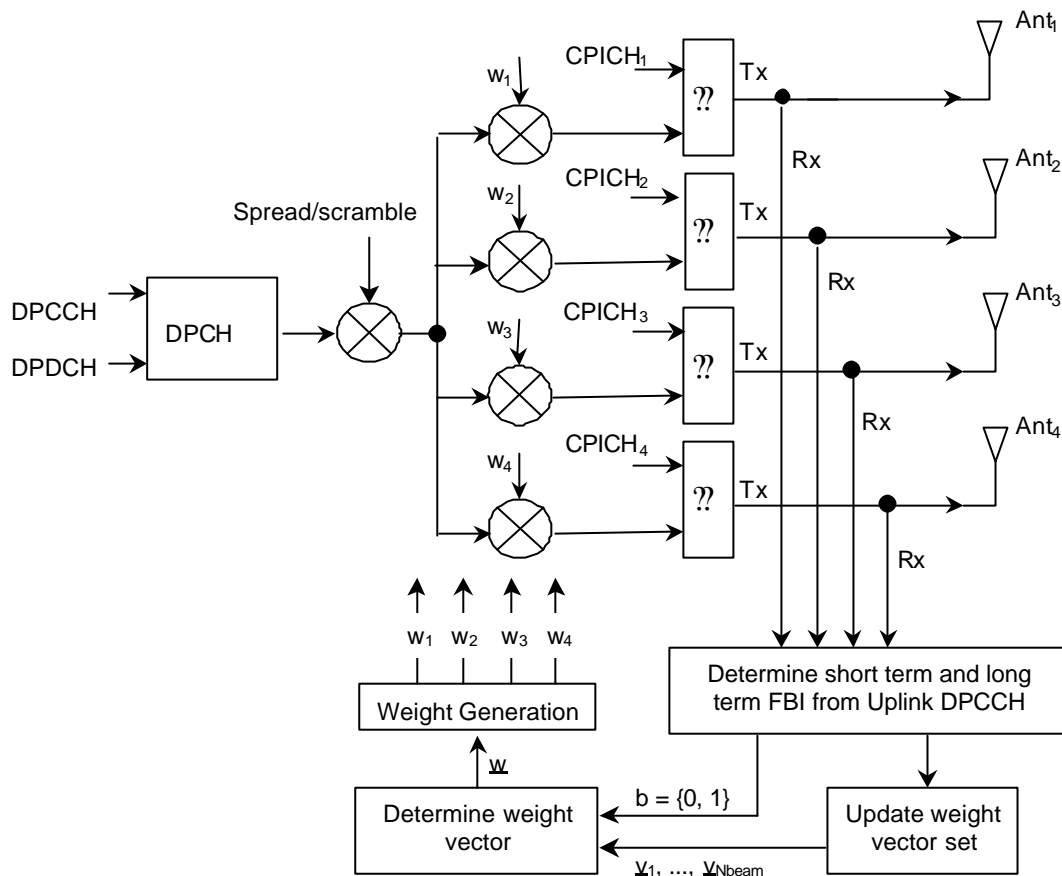 Ant1
CPICH1
Tx
w1
??
Rx
Ant2
CPICH2
Tx
w2
Spread/scramble
??
Rx
DPCCH
DPCH
DPDCH
Ant3
CPICH3
Tx
w3
??
Rx
Ant4
CPICH4
Tx
w4
??
Rx
w1 w2 w3 w4
Weight Generation
Determine short term and long
term FBI from Uplink DPCCH
w
Determine weight
vector
b = {0, 1}
v1, ..., vNbeam
Update weight
vector set